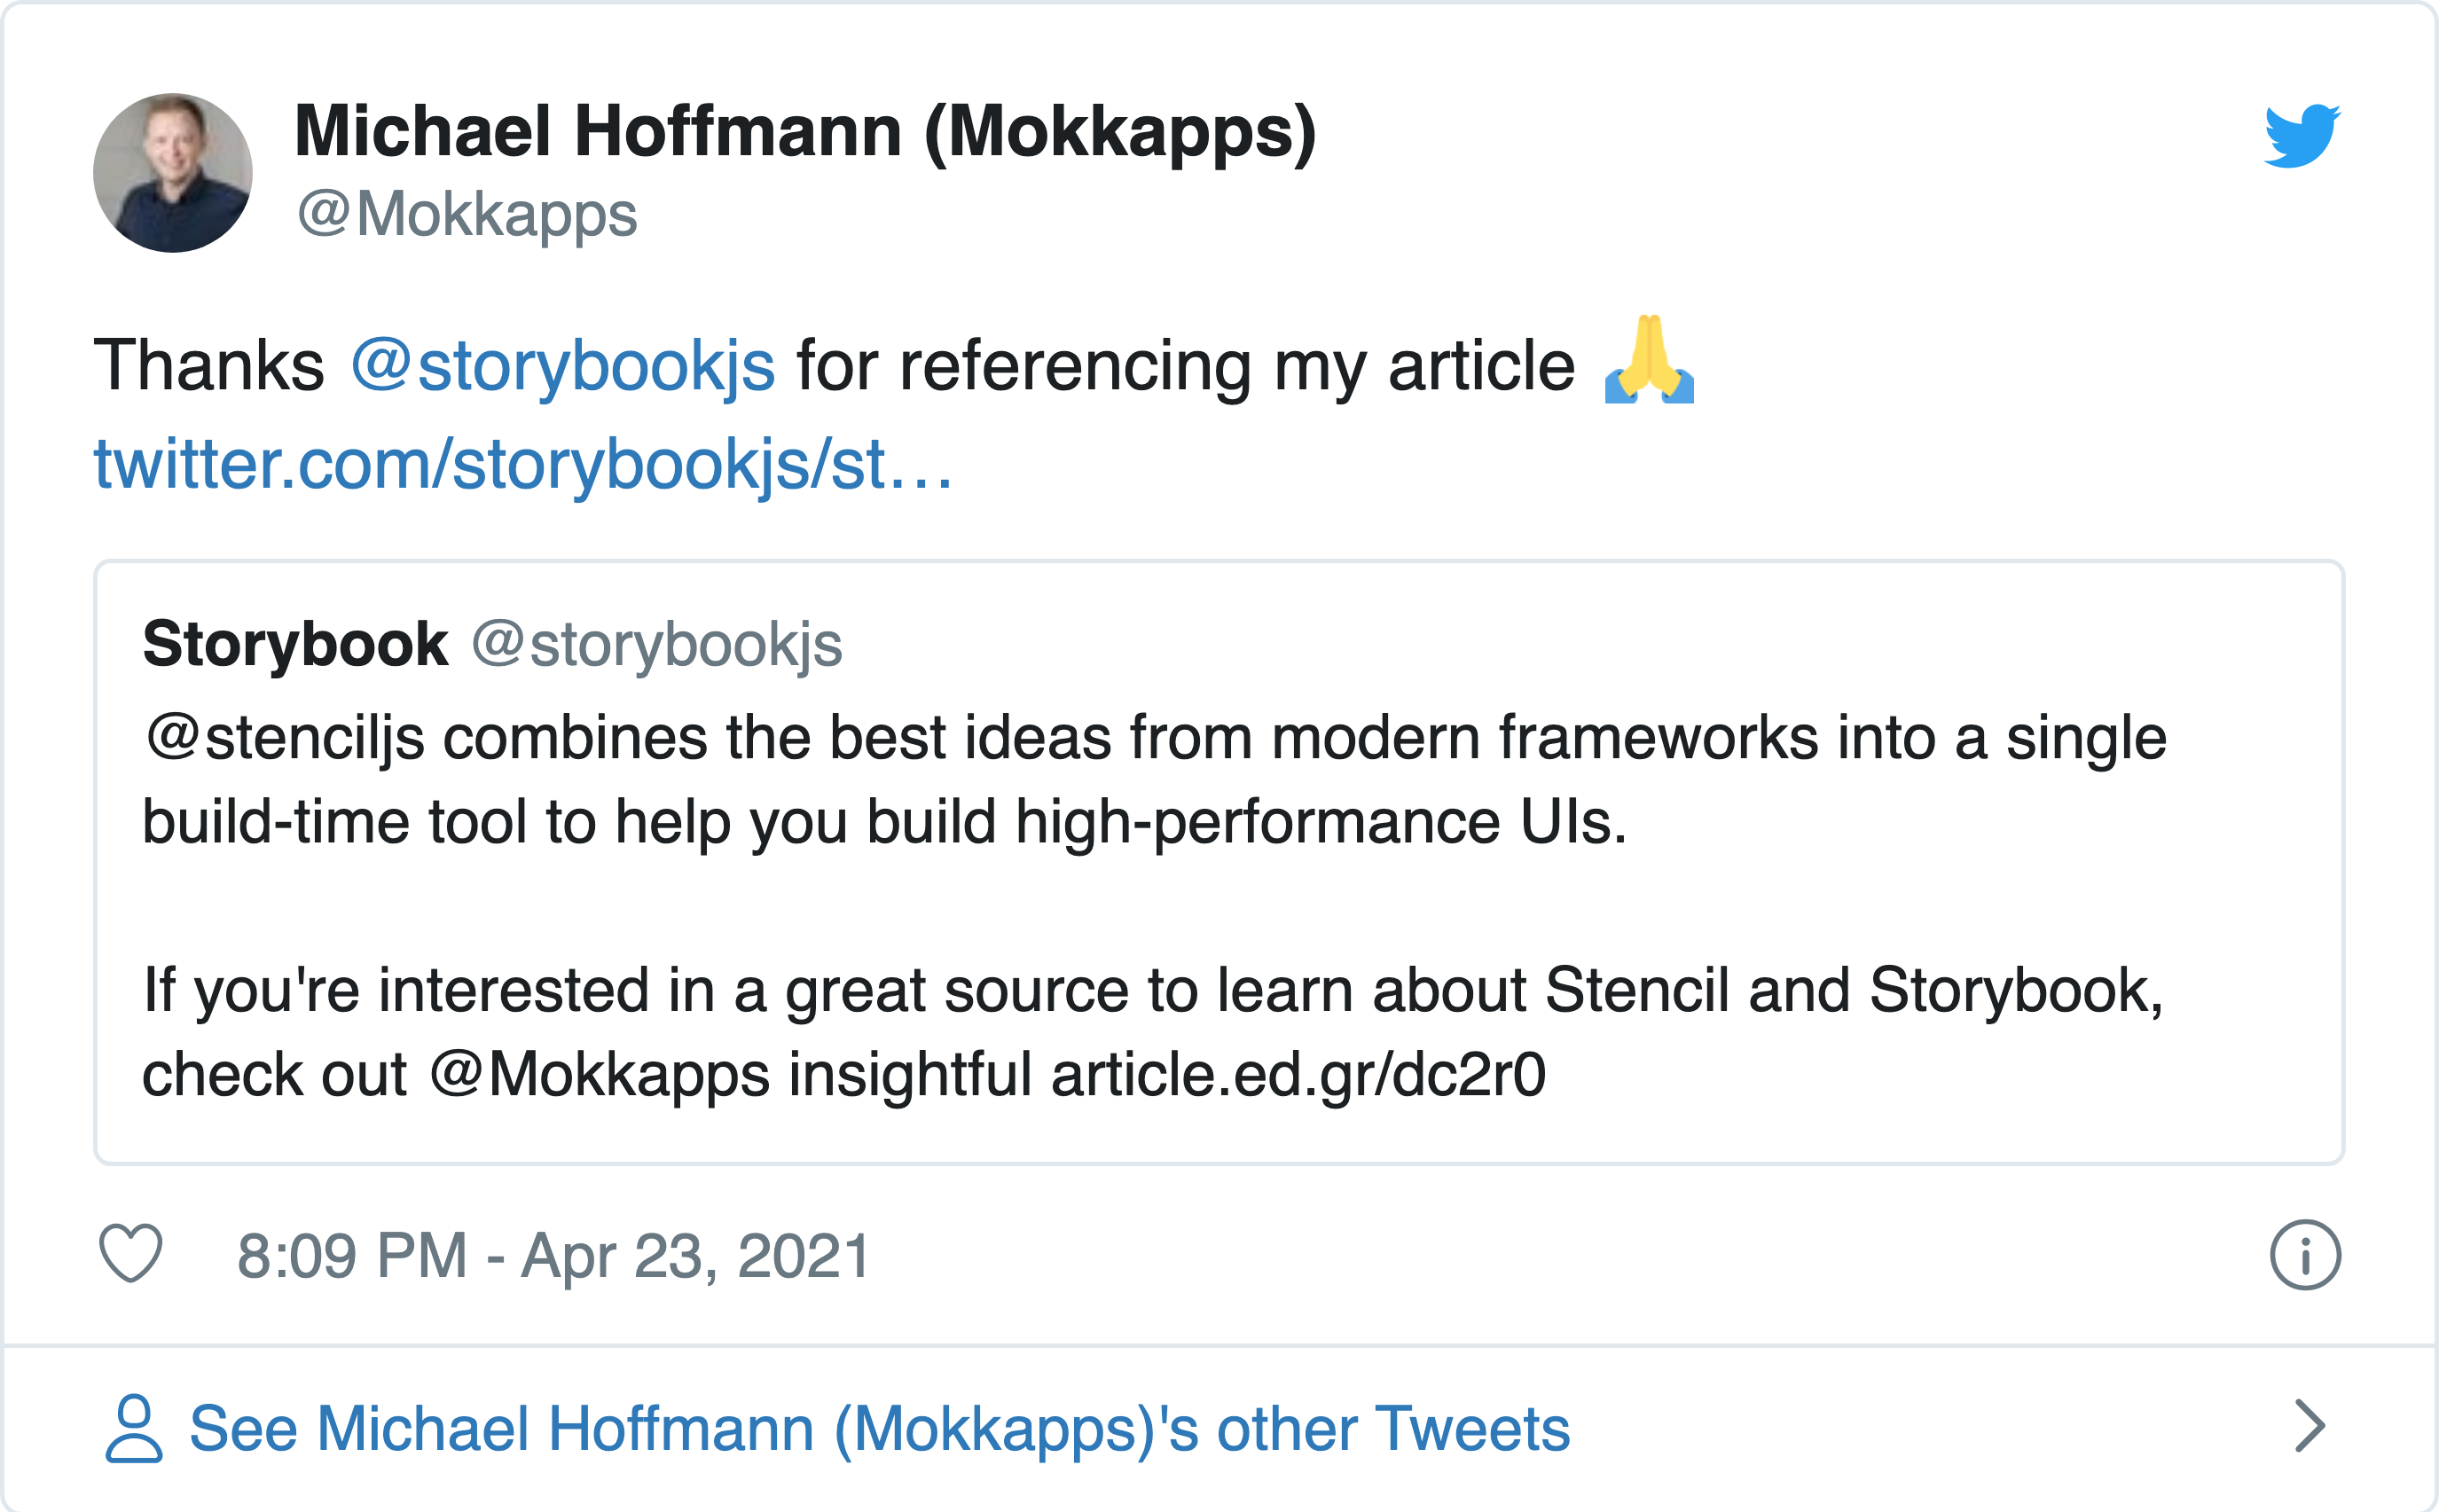 Michael Hoffmann (Mokkapps)
@Mokkapps
Thanks @storybookjs for referencing my article 🙏
twitter.com/storybookjs/st…
Storybook @storybookjs
@stenciljs combines the best ideas from modern frameworks into a single
build-time tool to help you build high-performance UIs.
If you're interested in a great source to learn about Stencil and Storybook,
check out @Mokkapps insightful article.ed.gr/dc2r0
8:09 PM - Apr 23, 2021
See Michael Hoffmann (Mokkapps)'s other Tweets